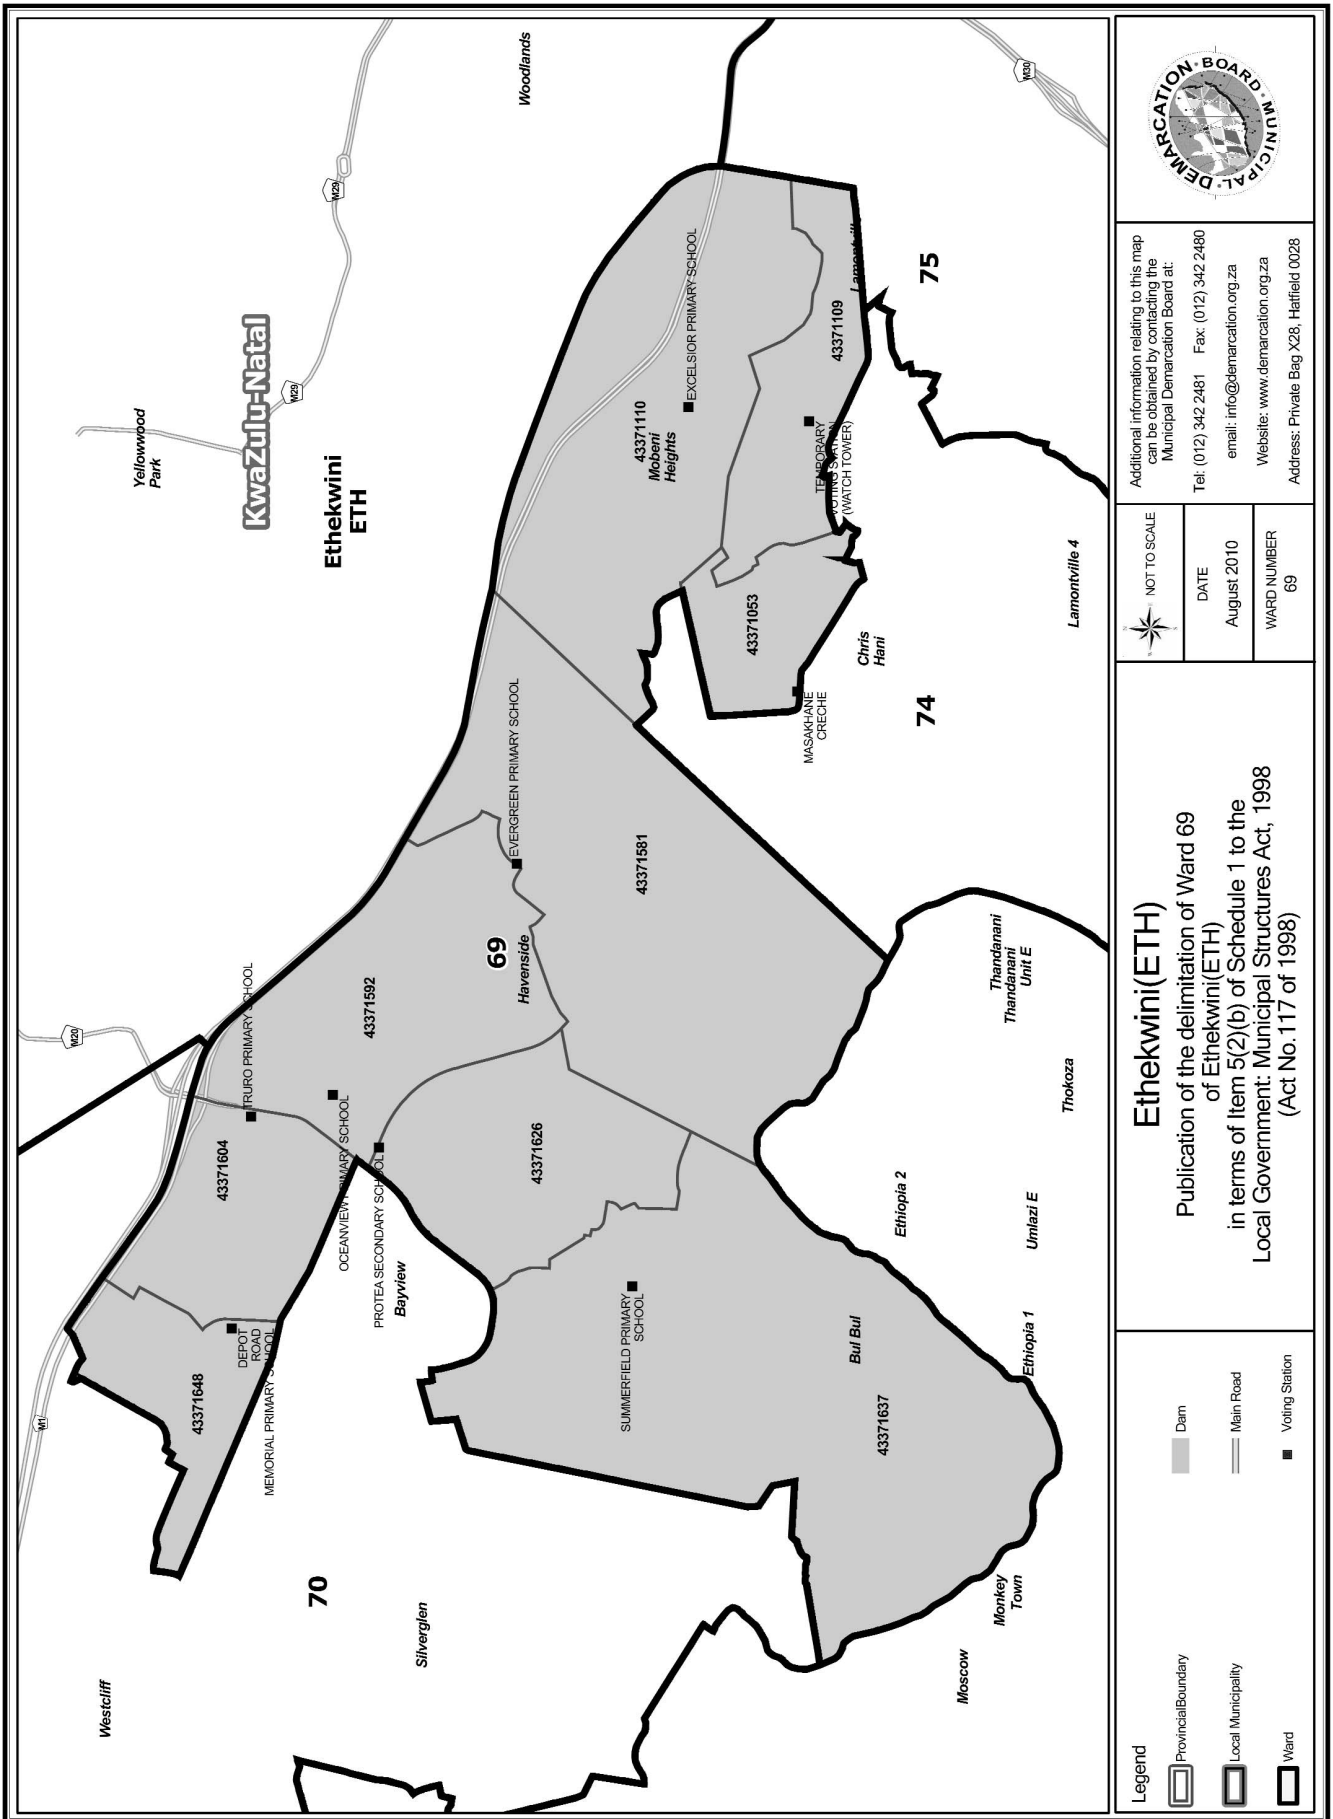 Westcliff
Silverglen
70
M1
43371648
DEPOT
ROAD
MEMORIAL PRIMARY SCHOOL
43371604
M20
TRURO PRIMARY SCHOOL
OCEANVIEW PRIMARY SCHOOL
PROTEA SECONDARY SCHOOL
Bayview
43371592
69
Havenside
EVERGREEN PRIMARY SCHOOL
43371626
43371581
SUMMERFIELD PRIMARY
SCHOOL
Bul Bul
43371637
Moscow
Monkey
Town
Ethiopia 1
Umlazi E
Ethiopia 2
Thokoza
Thandanani
Thandanani
Unit E
Yellowwood
Park
KwaZulu-Natal
Ethekwini
ETH
M29
M29
Woodlands
M30
43371110
Mobeni
Heights
EXCELSIOR PRIMARY SCHOOL
43371109
Lamontville
TEMPORARY
VOTING STATION
(WATCH TOWER)
43371053
MASAKHANE
CRECHE
Chris
Hani
74
75
Lamontville 4
Legend
ProvincialBoundary
Local Municipality
Ward
Dam
Main Road
Voting Station
Ethekwini(ETH)
Publication of the delimitation of Ward 69
of Ethekwini(ETH)
in terms of Item 5(2)(b) of Schedule 1 to the
Local Government: Municipal Structures Act, 1998
(Act No.117 of 1998)
NOT TO SCALE
DATE
August 2010
WARD NUMBER
69
Additional information relating to this map
can be obtained by contacting the
Municipal Demarcation Board at:
Tel: (012) 342 2481 Fax: (012) 342 2480
email: info@demarcation.org.za
Website: www.demarcation.org.za
Address: Private Bag X28, Hatfield 0028
MUNICIPAL DEMARCATION BOARD